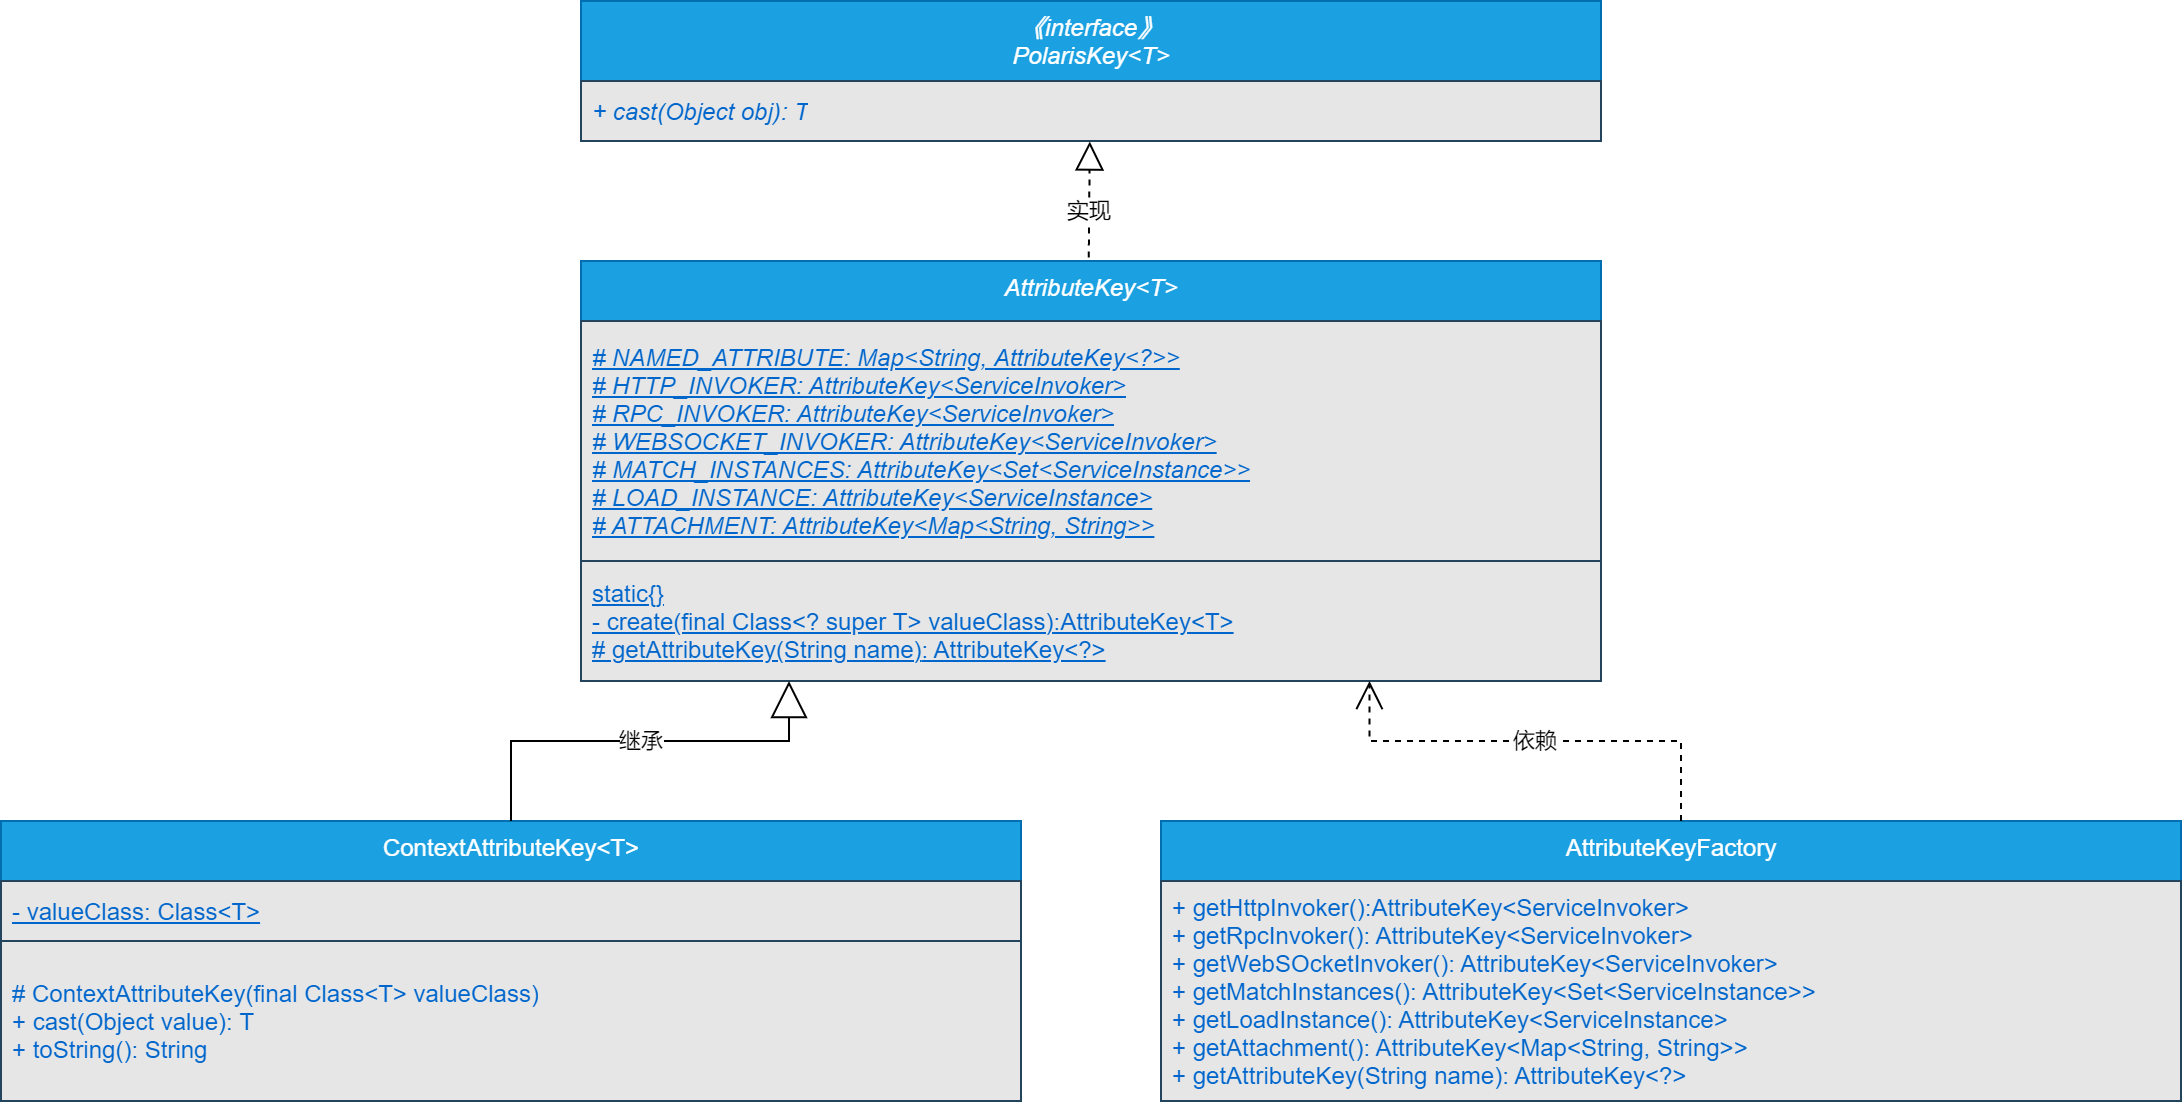 《interface》
PolarisKey<T>
+ cast(Object obj): T
实现
AttributeKey<T>
# NAMED_ATTRIBUTE: Map<String, AttributeKey<?>>
# HTTP_INVOKER: AttributeKey<ServiceInvoker>
# RPC_INVOKER: AttributeKey<ServiceInvoker>
# WEBSOCKET_INVOKER: AttributeKey<ServiceInvoker>
# MATCH_INSTANCES: AttributeKey<Set<ServiceInstance>>
# LOAD_INSTANCE: AttributeKey<ServiceInstance>
# ATTACHMENT: AttributeKey<Map<String, String>>
static{}
- create(final Class<? super T> valueClass):AttributeKey<T>
# getAttributeKey(String name): AttributeKey<?>
继承
依赖
ContextAttributeKey<T>
- valueClass: Class<T>
# ContextAttributeKey(final Class<T> valueClass)
+ cast(Object value): T
+ toString(): String
AttributeKeyFactory
+ getHttpInvoker():AttributeKey<ServiceInvoker>
+ getRpcInvoker(): AttributeKey<ServiceInvoker>
+ getWebSOcketInvoker(): AttributeKey<ServiceInvoker>
+ getMatchInstances(): AttributeKey<Set<ServiceInstance>>
+ getLoadInstance(): AttributeKey<ServiceInstance>
+ getAttachment(): AttributeKey<Map<String, String>>
+ getAttributeKey(String name): AttributeKey<?>